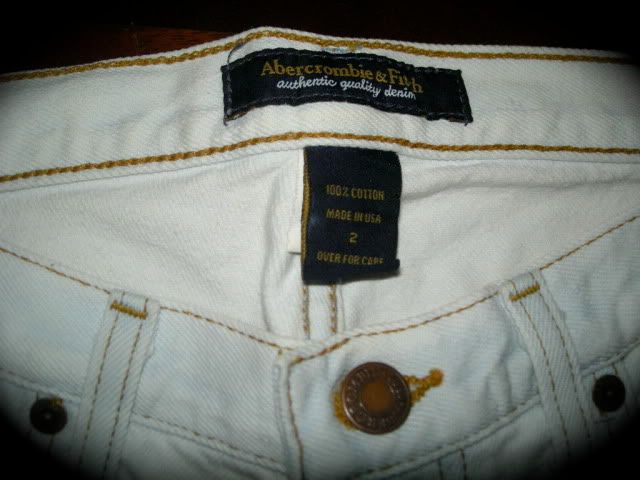 Abercrombie & Fitch
authentic quality denim
100% COTTON
MADE IN USA
2
OVER FOR CARE